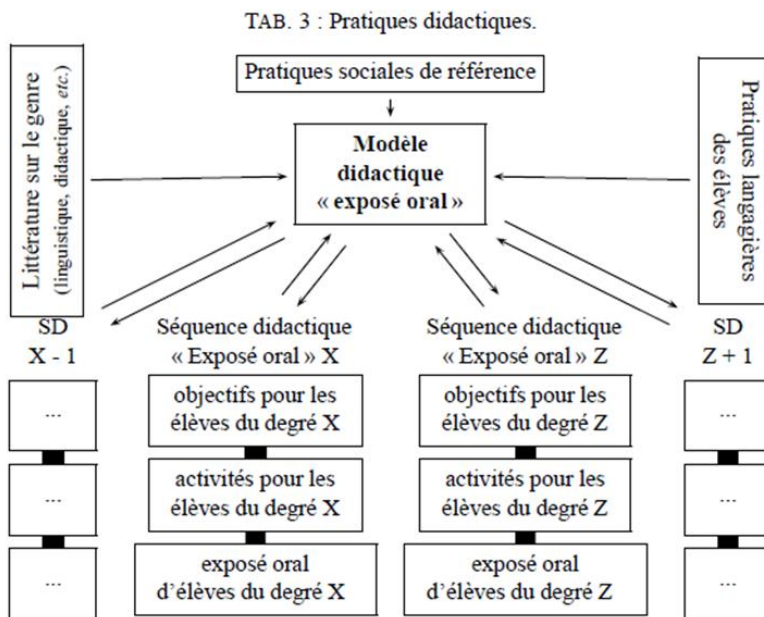 TAB. 3 : Pratiques didactiques.
Littérature sur le genre
(linguistique, didactique, etc.)
Pratiques sociales de référence
Modèle
didactique
« exposé oral »
Pratiques langagières
des élèves
SD
X - 1
Séquence didactique
« Exposé oral » X
Séquence didactique
« Exposé oral » Z
SD
Z + 1
...
objectifs pour les
élèves du degré X
objectifs pour les
élèves du degré Z
...
...
activités pour les
élèves du degré X
activités pour les
élèves du degré Z
...
...
exposé oral
d'élèves du degré X
exposé oral
d'élèves du degré Z
...